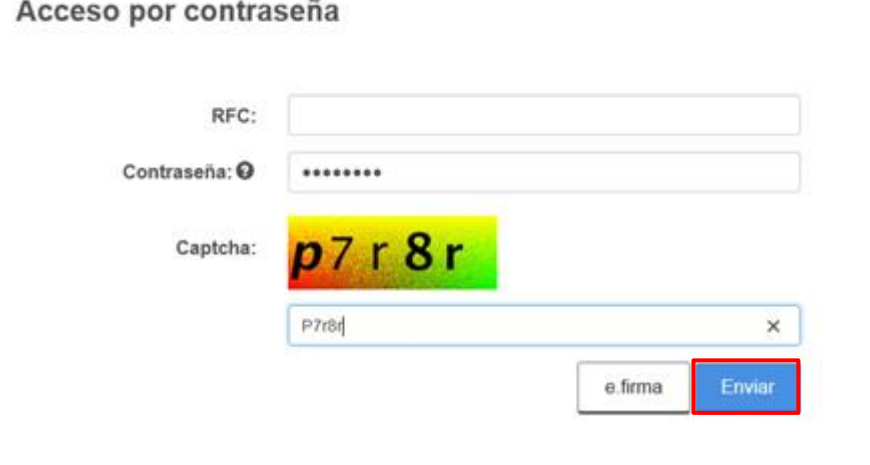 Acceso por contraseña
RFC:
Contraseña: ••••••••
Captcha: p7r8r
P7r8r
e.firma Enviar